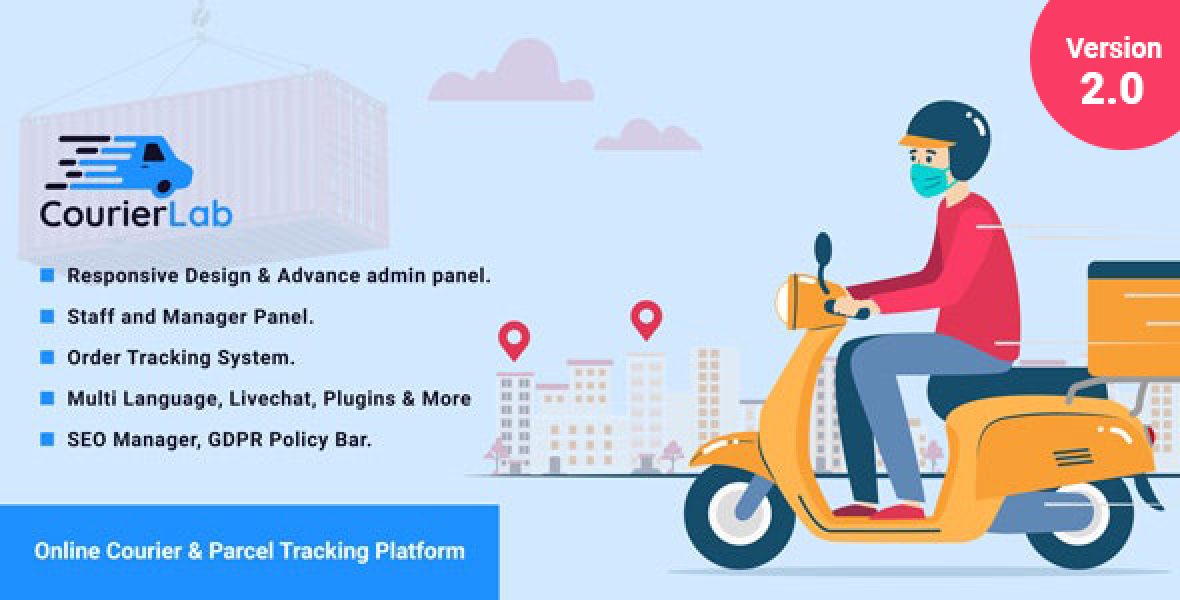 Version
2.0
CourierLab
Responsive Design & Advance admin panel.
Staff and Manager Panel.
Order Tracking System.
Multi Language, Livechat, Plugins & More
SEO Manager, GDPR Policy Bar.
Online Courier & Parcel Tracking Platform